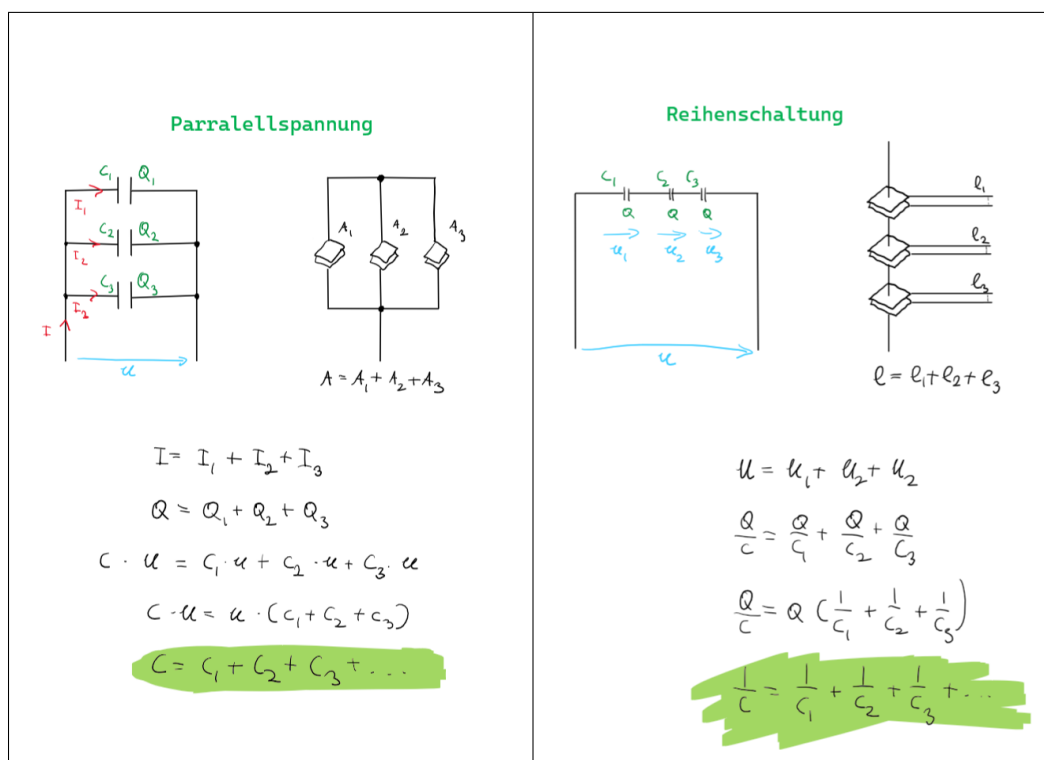 Parralellspannung
C₁ Q₁
I₁
C₂ Q₂
I₂
C₃ Q₃
I₂
I
u
A₁ A₂ A₃
A = A₁ + A₂ + A₃
I = I₁ + I₂ + I₃
Q = Q₁ + Q₂ + Q₃
C · u = C₁ · u + C₂ · u + C₃ · u
C · u = u · (C₁ + C₂ + C₃)
C = C₁ + C₂ + C₃ + ...
Reihenschaltung
C₁ C₂ C₃
Q Q Q
u₁ u₂ u₃
u
l₁
l₂
l₃
l = l₁ + l₂ + l₃
u = u₁ + u₂ + u₂
Q/C = Q/C₁ + Q/C₂ + Q/C₃
Q/C = Q (1/C₁ + 1/C₂ + 1/C₃)
1/C = 1/C₁ + 1/C₂ + 1/C₃ + ...